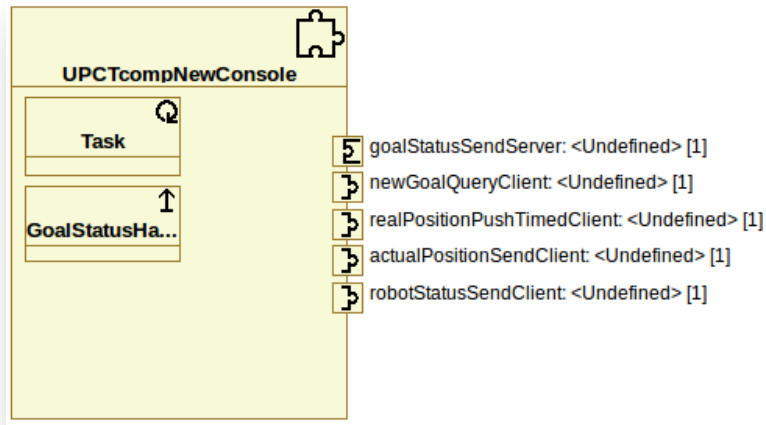 UPCTcompNewConsole
Task
GoalStatusHa...
goalStatusSendServer: <Undefined> [1]
newGoalQueryClient: <Undefined> [1]
realPositionPushTimedClient: <Undefined> [1]
actualPositionSendClient: <Undefined> [1]
robotStatusSendClient: <Undefined> [1]